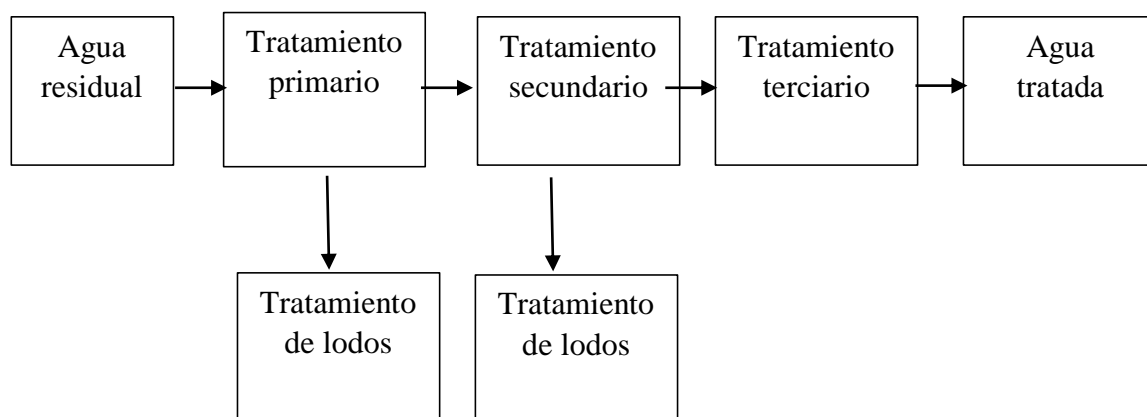 Agua
residual
Tratamiento
primario
Tratamiento
secundario
Tratamiento
terciario
Agua
tratada
Tratamiento
de lodos
Tratamiento
de lodos